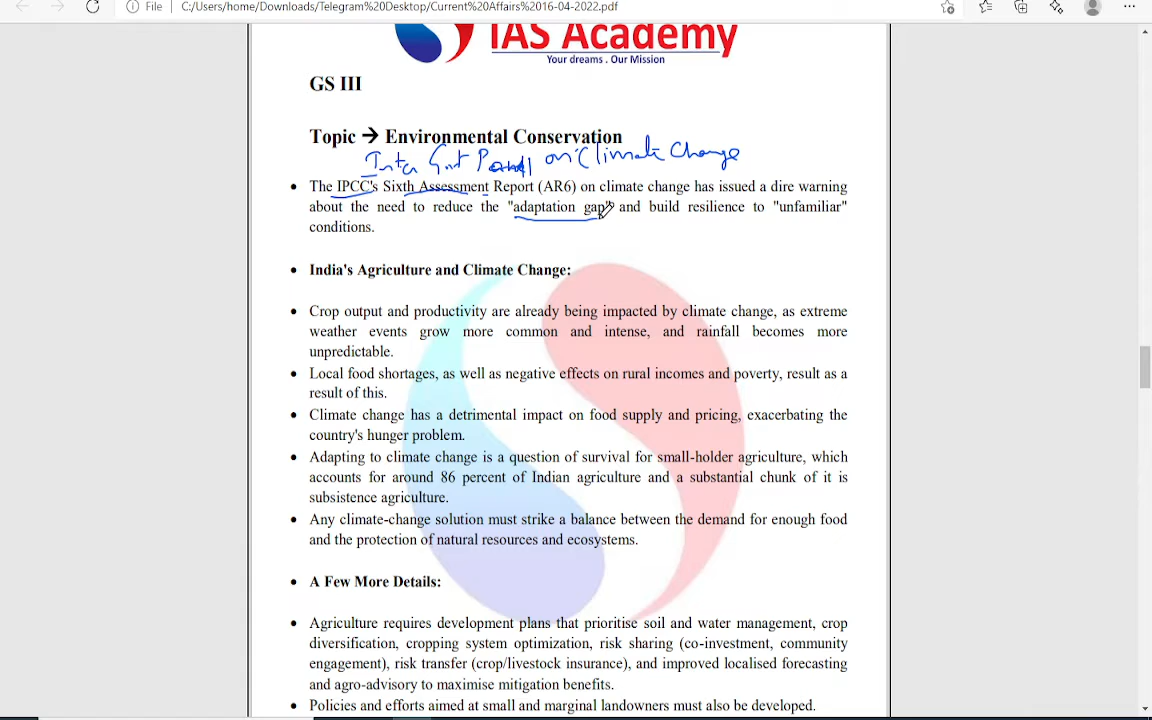 File C:/Users/home/Downloads/Telegram%20Desktop/Current%20Affairs%2016-04-2022.pdf
IAS Academy
Your dreams . Our Mission
GS III
Topic → Environmental Conservation
Inter Gvt Panel on Climate Change
• The IPCC's Sixth Assessment Report (AR6) on climate change has issued a dire warning
about the need to reduce the "adaptation gap" and build resilience to "unfamiliar"
conditions.
• India's Agriculture and Climate Change:
• Crop output and productivity are already being impacted by climate change, as extreme
weather events grow more common and intense, and rainfall becomes more
unpredictable.
• Local food shortages, as well as negative effects on rural incomes and poverty, result as a
result of this.
• Climate change has a detrimental impact on food supply and pricing, exacerbating the
country's hunger problem.
• Adapting to climate change is a question of survival for small-holder agriculture, which
accounts for around 86 percent of Indian agriculture and a substantial chunk of it is
subsistence agriculture.
• Any climate-change solution must strike a balance between the demand for enough food
and the protection of natural resources and ecosystems.
• A Few More Details:
• Agriculture requires development plans that prioritise soil and water management, crop
diversification, cropping system optimization, risk sharing (co-investment, community
engagement), risk transfer (crop/livestock insurance), and improved localised forecasting
and agro-advisory to maximise mitigation benefits.
• Policies and efforts aimed at small and marginal landowners must also be developed.